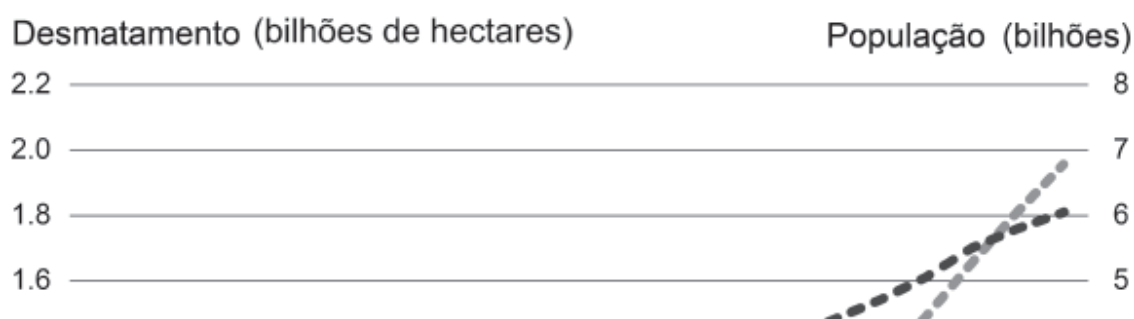 Desmatamento (bilhões de hectares) População (bilhões)
2.2 8
2.0 7
1.8 6
1.6 5